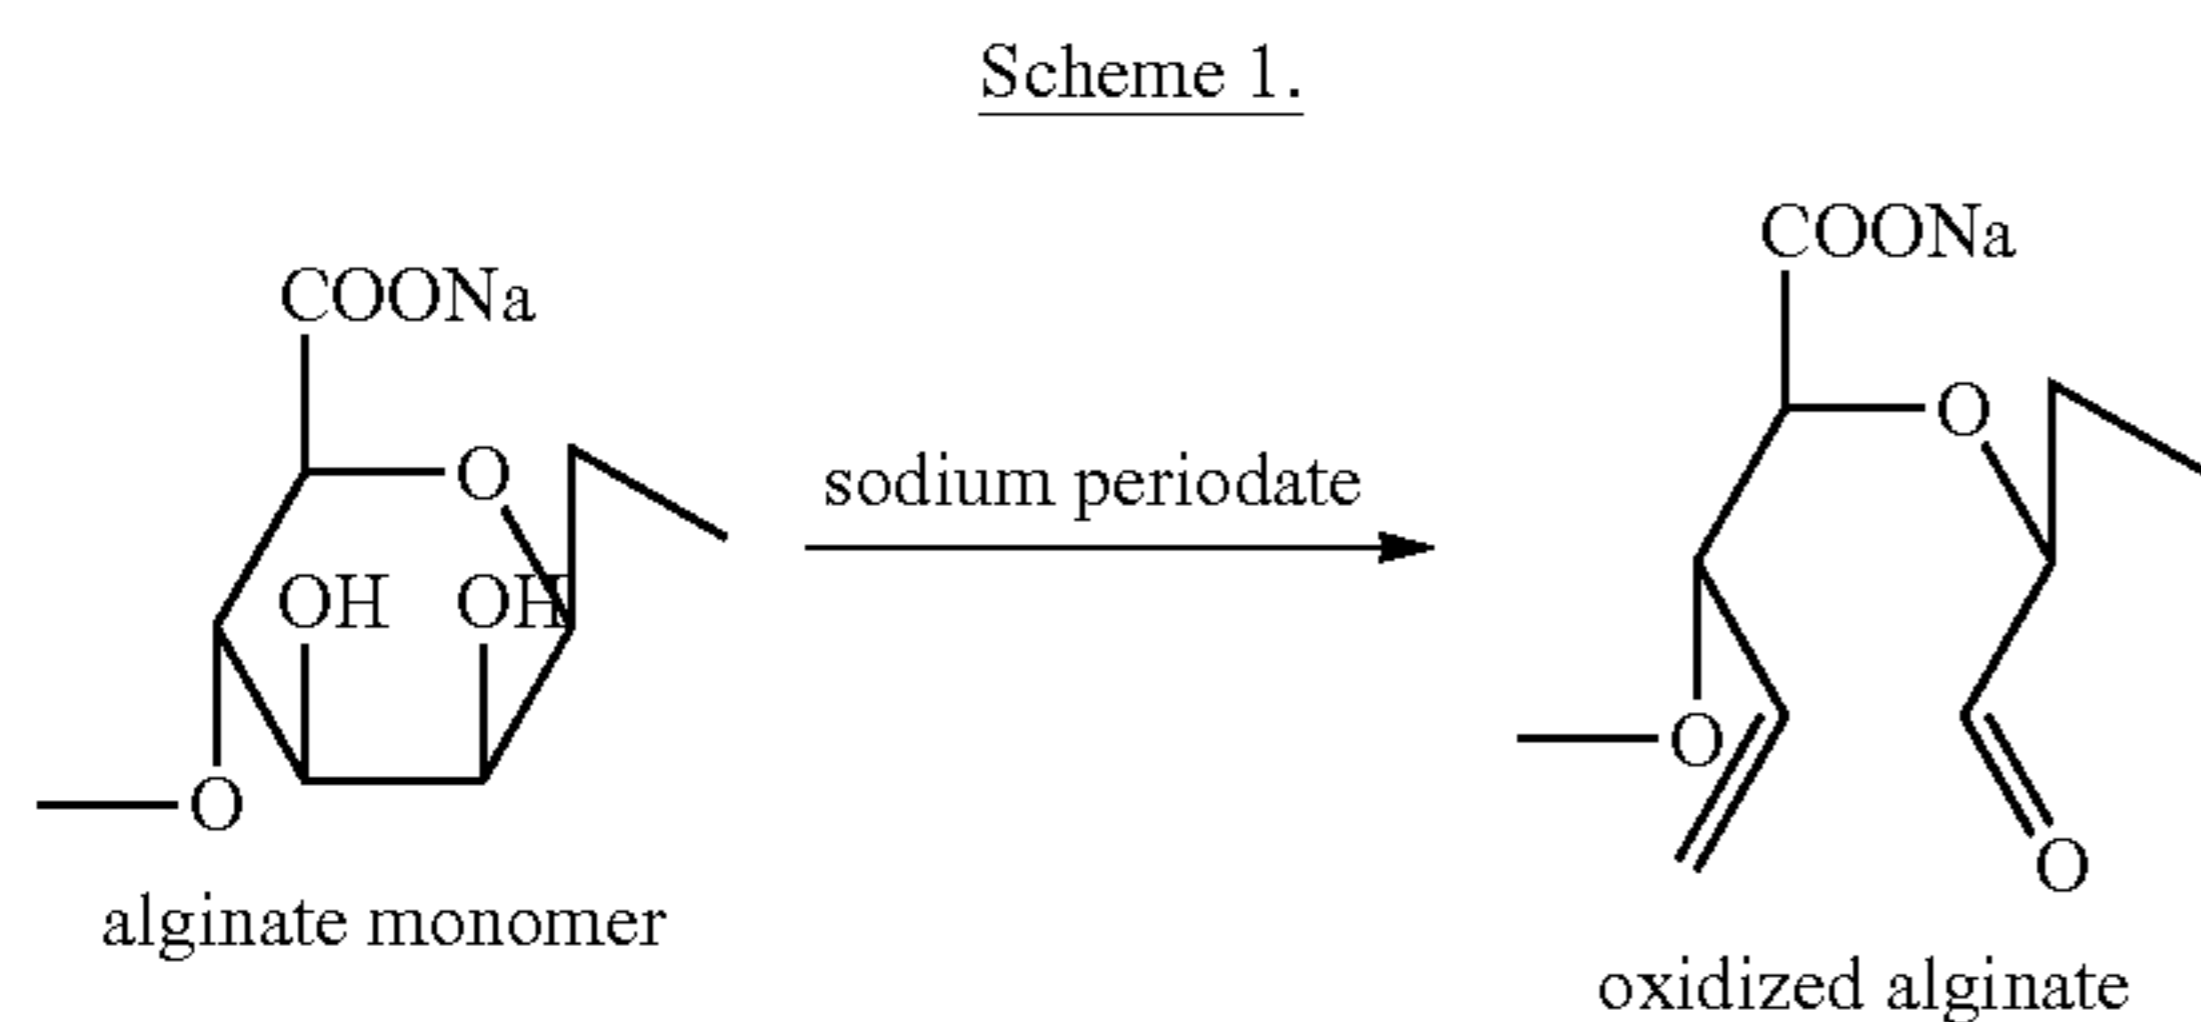 Scheme 1.
COONa
O
OH OH
O
alginate monomer
sodium periodate
COONa
O
O
O
oxidized alginate